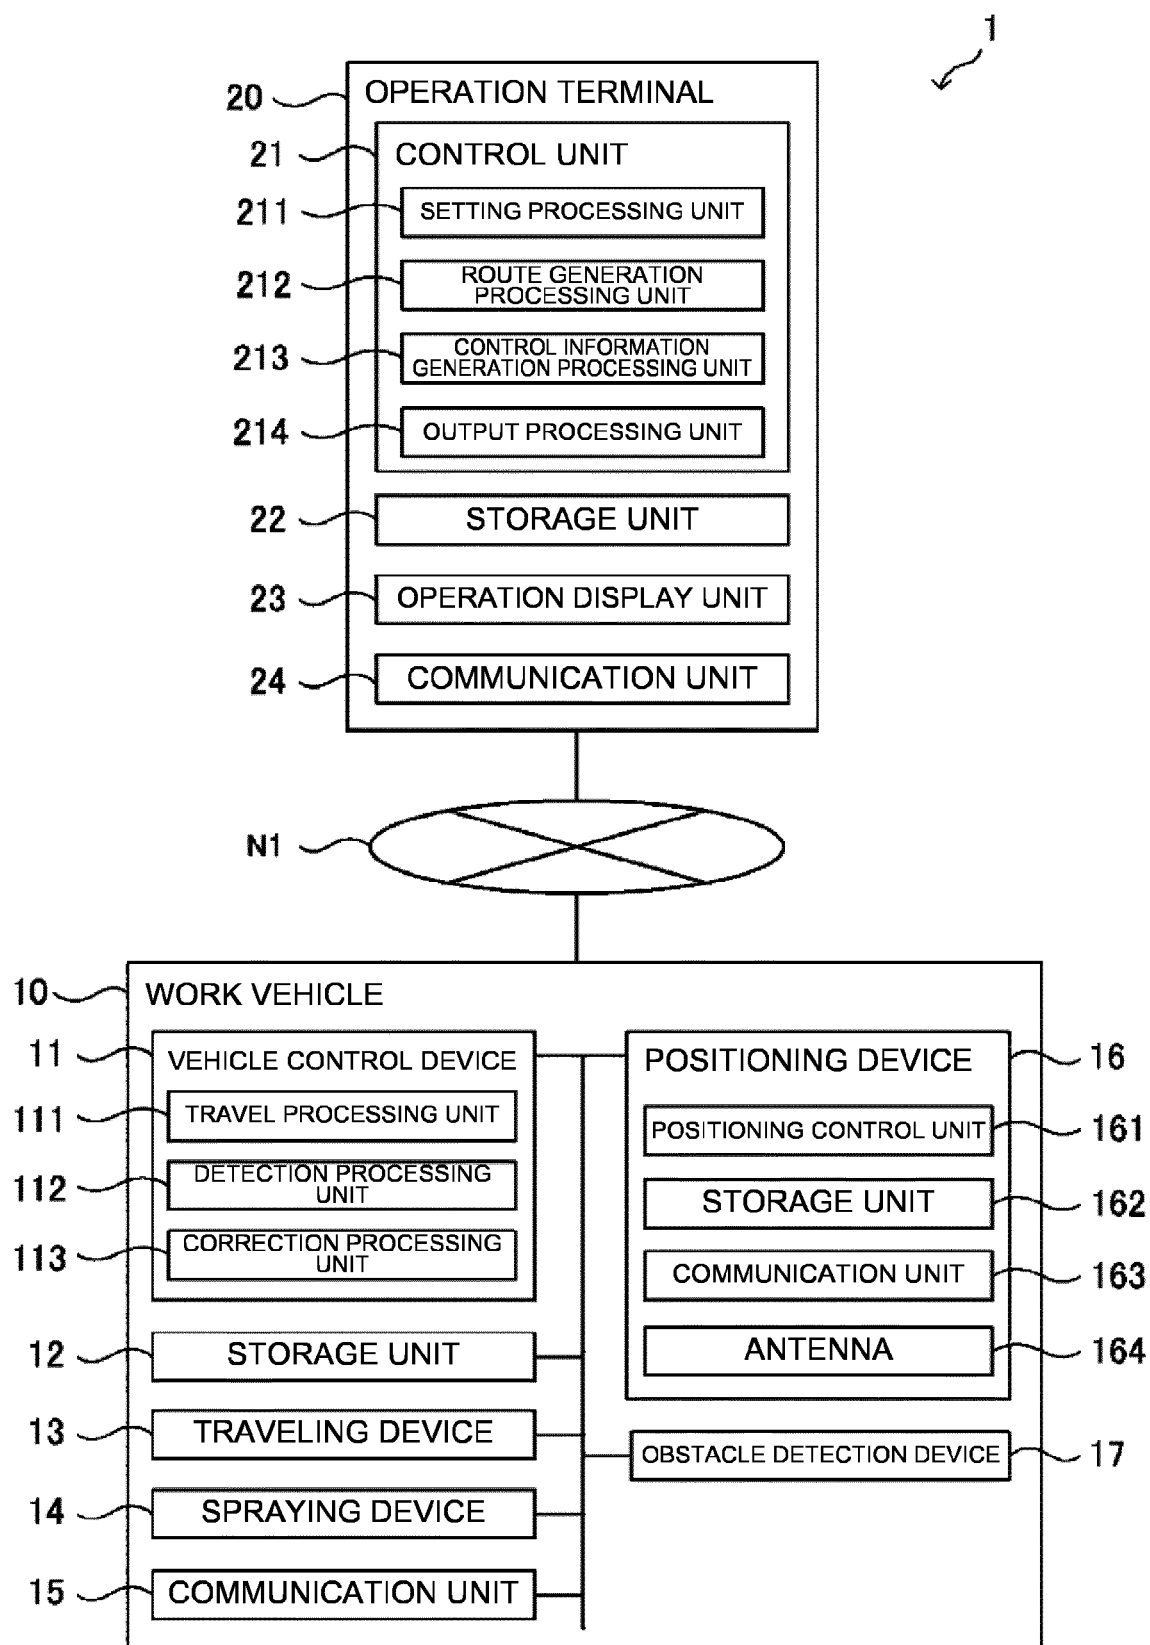 1
20 OPERATION TERMINAL
21 CONTROL UNIT
211 SETTING PROCESSING UNIT
212 ROUTE GENERATION
PROCESSING UNIT
213 CONTROL INFORMATION
GENERATION PROCESSING UNIT
214 OUTPUT PROCESSING UNIT
22 STORAGE UNIT
23 OPERATION DISPLAY UNIT
24 COMMUNICATION UNIT
N1
10 WORK VEHICLE
11 VEHICLE CONTROL DEVICE
111 TRAVEL PROCESSING UNIT
112 DETECTION PROCESSING
UNIT
113 CORRECTION PROCESSING
UNIT
12 STORAGE UNIT
13 TRAVELING DEVICE
14 SPRAYING DEVICE
15 COMMUNICATION UNIT
POSITIONING DEVICE 16
POSITIONING CONTROL UNIT 161
STORAGE UNIT 162
COMMUNICATION UNIT 163
ANTENNA 164
OBSTACLE DETECTION DEVICE 17